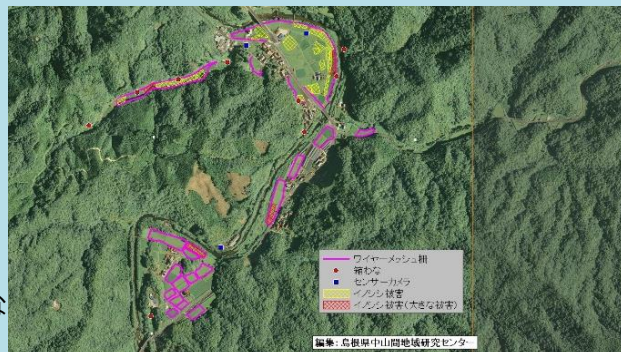 ワイヤーメッシュ柵
箱わな
センサーカメラ
イノシシ被害
イノシシ被害(大きな被害)
編集:島根県中山間地域研究センター
が